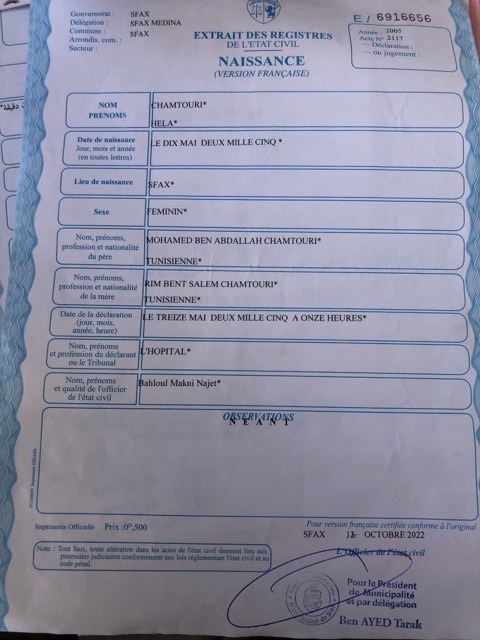 Gouvernorat : SFAX
Délégation : SFAX MEDINA
Commune : SFAX
Arrondis. com. :
Secteur :
E / 6916656
Année : 2005
Acte N° 2117
— Déclaration :
— ou jugement :
EXTRAIT DES REGISTRES
DE L'ETAT CIVIL
NAISSANCE
(VERSION FRANÇAISE)
NOM
PRENOMS
CHAMTOURI*
HELA*
Date de naissance
Jour, mois et année
(en toutes lettres)
LE DIX MAI DEUX MILLE CINQ *
Lieu de naissance
SFAX*
Sexe
FEMININ*
Nom, prénoms,
profession et nationalité
du père
MOHAMED BEN ABDALLAH CHAMTOURI*
TUNISIENNE*
Nom, prénoms,
profession et nationalité
de la mère
RIM BENT SALEM CHAMTOURI*
TUNISIENNE*
Date de la déclaration
(jour, mois,
année, heure)
LE TREIZE MAI DEUX MILLE CINQ A ONZE HEURES*
Nom, prénoms
et profession du déclarant
ou le Tribunal
L'HOPITAL*
Nom, prénoms
et qualité de l'officier
de l'état civil
Bahloul Makni Najet*
OBSERVATIONS
NEANT
Imprimerie Officielle Prix :0ᴰ,500
Pour version française certifiée conforme à l'original
SFAX OCTOBRE 2022
Note : Tout faux, toute altération dans les actes de l'état civil donnent lieu aux
poursuites judiciaires conformément aux lois réglementant l'état civil et au
code pénal.
L'Officier de l'état civil
Pour le Président
de Municipalité
et par délégation
Ben AYED Tarak